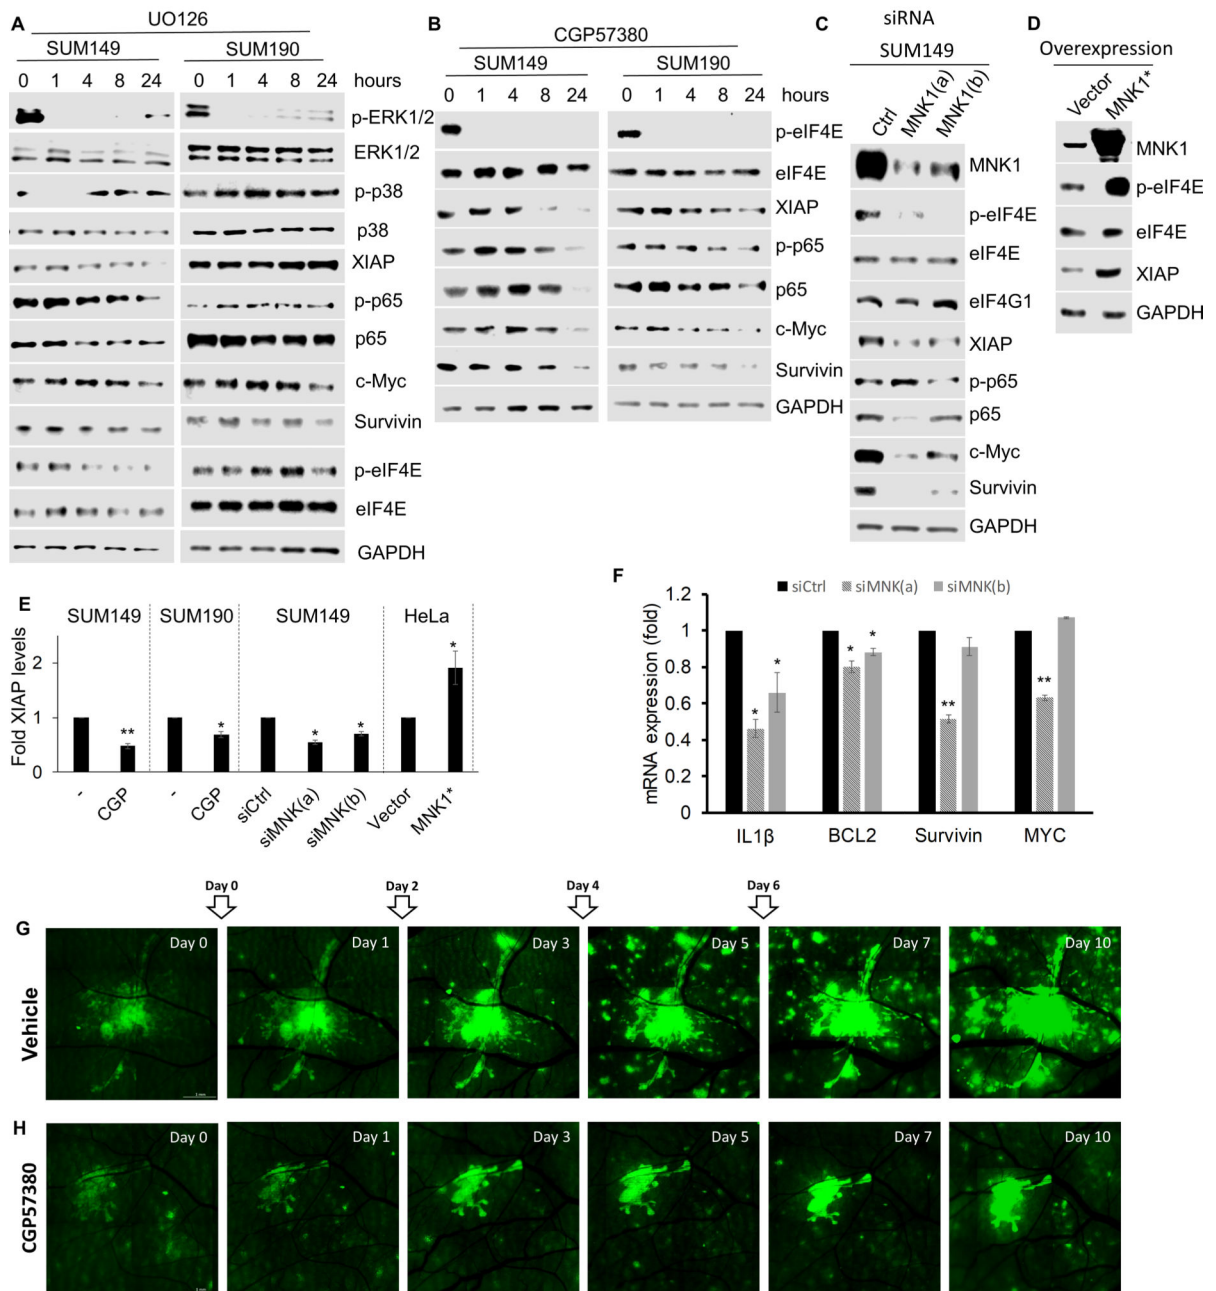 A
UO126
SUM149 SUM190
0 1 4 8 24 0 1 4 8 24 hours
p-ERK1/2
ERK1/2
p-p38
p38
XIAP
p-p65
p65
c-Myc
Survivin
p-eIF4E
eIF4E
GAPDH
B
CGP57380
SUM149 SUM190
0 1 4 8 24 0 1 4 8 24 hours
p-eIF4E
eIF4E
XIAP
p-p65
p65
c-Myc
Survivin
GAPDH
C
siRNA
SUM149
Ctrl MNK1(a) MNK1(b)
MNK1
p-eIF4E
eIF4E
eIF4G1
XIAP
p-p65
p65
c-Myc
Survivin
GAPDH
D
Overexpression
Vector MNK1*
MNK1
p-eIF4E
eIF4E
XIAP
GAPDH
E
SUM149 SUM190 SUM149 HeLa
Fold XIAP levels
2
1
0
** * * * *
- CGP - CGP siCtrl siMNK(a) siMNK(b) Vector MNK1*
F
siCtrl siMNK(a) siMNK(b)
mRNA expression (fold)
1.2
1
0.8
0.6
0.4
0.2
0
* * * * ** **
IL1β BCL2 Survivin MYC
Day 0 Day 2 Day 4 Day 6
G
Vehicle
Day 0 Day 1 Day 3 Day 5 Day 7 Day 10
H
CGP57380
Day 0 Day 1 Day 3 Day 5 Day 7 Day 10